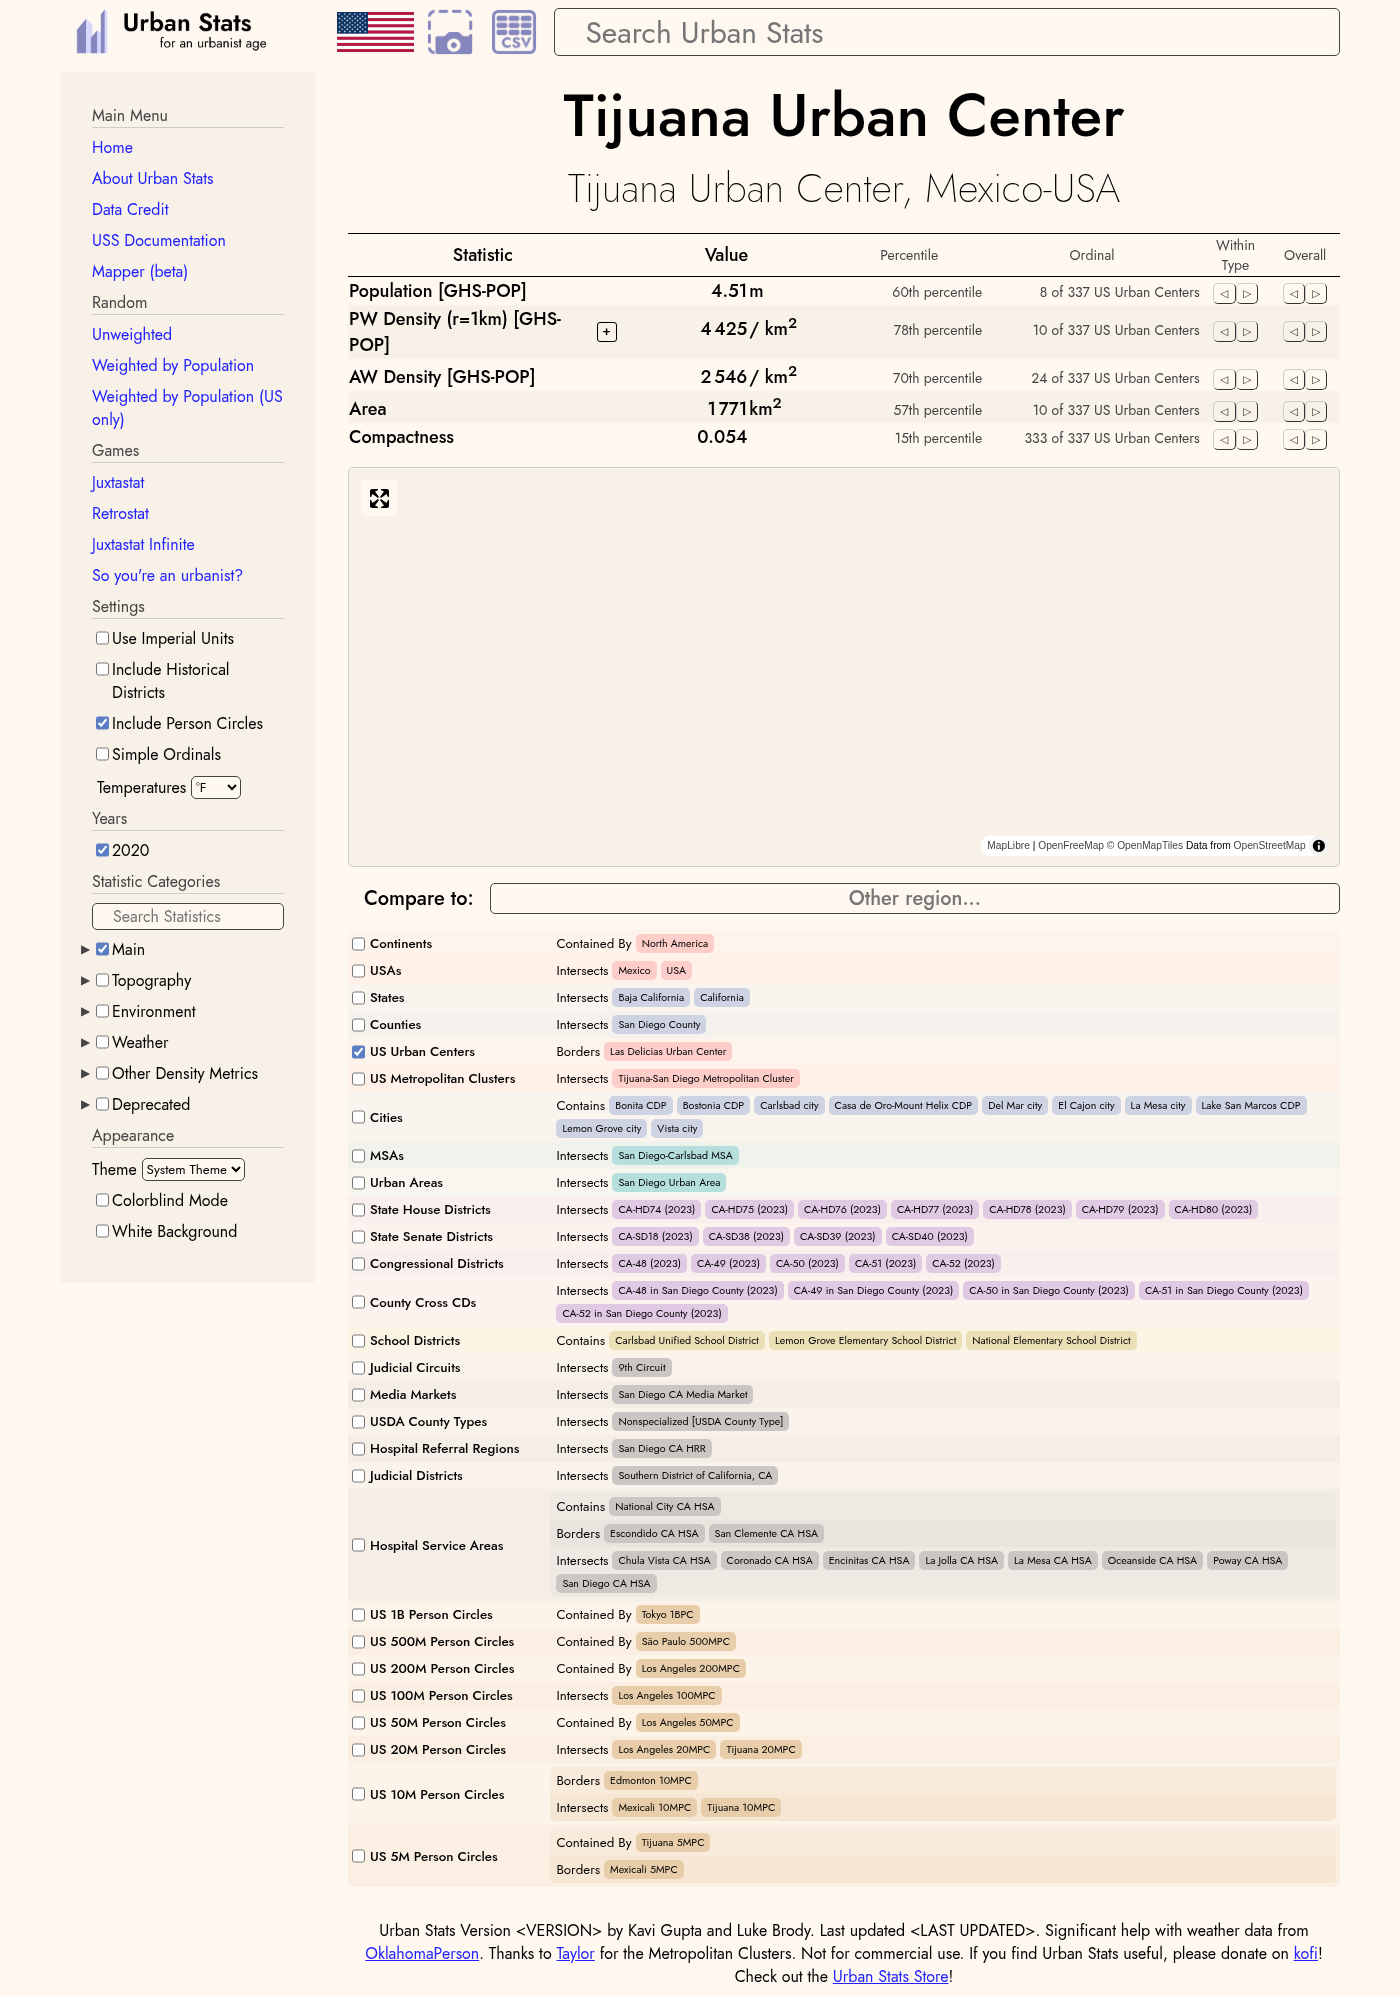 Urban Stats
for an urbanist age
CSV
Search Urban Stats
Main Menu
Home
About Urban Stats
Data Credit
USS Documentation
Mapper (beta)
Random
Unweighted
Weighted by Population
Weighted by Population (US
only)
Games
Juxtastat
Retrostat
Juxtastat Infinite
So you're an urbanist?
Settings
Use Imperial Units
Include Historical
Districts
Include Person Circles
Simple Ordinals
Temperatures °F
Years
2020
Statistic Categories
Search Statistics
Main
Topography
Environment
Weather
Other Density Metrics
Deprecated
Appearance
Theme System Theme
Colorblind Mode
White Background
Tijuana Urban Center
Tijuana Urban Center, Mexico-USA
Statistic Value Percentile Ordinal Within Type Overall
Population [GHS-POP] 4.51 m 60th percentile 8 of 337 US Urban Centers
PW Density (r=1km) [GHS-
POP] + 4 425 / km2 78th percentile 10 of 337 US Urban Centers
AW Density [GHS-POP] 2 546 / km2 70th percentile 24 of 337 US Urban Centers
Area 1 771 km2 57th percentile 10 of 337 US Urban Centers
Compactness 0.054 15th percentile 333 of 337 US Urban Centers
MapLibre | OpenFreeMap © OpenMapTiles Data from OpenStreetMap
Compare to: Other region...
Continents Contained By North America
USAs Intersects Mexico USA
States Intersects Baja California California
Counties Intersects San Diego County
US Urban Centers Borders Las Delicias Urban Center
US Metropolitan Clusters Intersects Tijuana-San Diego Metropolitan Cluster
Cities Contains Bonita CDP Bostonia CDP Carlsbad city Casa de Oro-Mount Helix CDP Del Mar city El Cajon city La Mesa city Lake San Marcos CDP
Lemon Grove city Vista city
MSAs Intersects San Diego-Carlsbad MSA
Urban Areas Intersects San Diego Urban Area
State House Districts Intersects CA-HD74 (2023) CA-HD75 (2023) CA-HD76 (2023) CA-HD77 (2023) CA-HD78 (2023) CA-HD79 (2023) CA-HD80 (2023)
State Senate Districts Intersects CA-SD18 (2023) CA-SD38 (2023) CA-SD39 (2023) CA-SD40 (2023)
Congressional Districts Intersects CA-48 (2023) CA-49 (2023) CA-50 (2023) CA-51 (2023) CA-52 (2023)
County Cross CDs Intersects CA-48 in San Diego County (2023) CA-49 in San Diego County (2023) CA-50 in San Diego County (2023) CA-51 in San Diego County (2023)
CA-52 in San Diego County (2023)
School Districts Contains Carlsbad Unified School District Lemon Grove Elementary School District National Elementary School District
Judicial Circuits Intersects 9th Circuit
Media Markets Intersects San Diego CA Media Market
USDA County Types Intersects Nonspecialized [USDA County Type]
Hospital Referral Regions Intersects San Diego CA HRR
Judicial Districts Intersects Southern District of California, CA
Hospital Service Areas Contains National City CA HSA
Borders Escondido CA HSA San Clemente CA HSA
Intersects Chula Vista CA HSA Coronado CA HSA Encinitas CA HSA La Jolla CA HSA La Mesa CA HSA Oceanside CA HSA Poway CA HSA
San Diego CA HSA
US 1B Person Circles Contained By Tokyo 1BPC
US 500M Person Circles Contained By São Paulo 500MPC
US 200M Person Circles Contained By Los Angeles 200MPC
US 100M Person Circles Intersects Los Angeles 100MPC
US 50M Person Circles Contained By Los Angeles 50MPC
US 20M Person Circles Intersects Los Angeles 20MPC Tijuana 20MPC
US 10M Person Circles Borders Edmonton 10MPC
Intersects Mexicali 10MPC Tijuana 10MPC
US 5M Person Circles Contained By Tijuana 5MPC
Borders Mexicali 5MPC
Urban Stats Version <VERSION> by Kavi Gupta and Luke Brody. Last updated <LAST UPDATED>. Significant help with weather data from
OklahomaPerson. Thanks to Taylor for the Metropolitan Clusters. Not for commercial use. If you find Urban Stats useful, please donate on kofi!
Check out the Urban Stats Store!